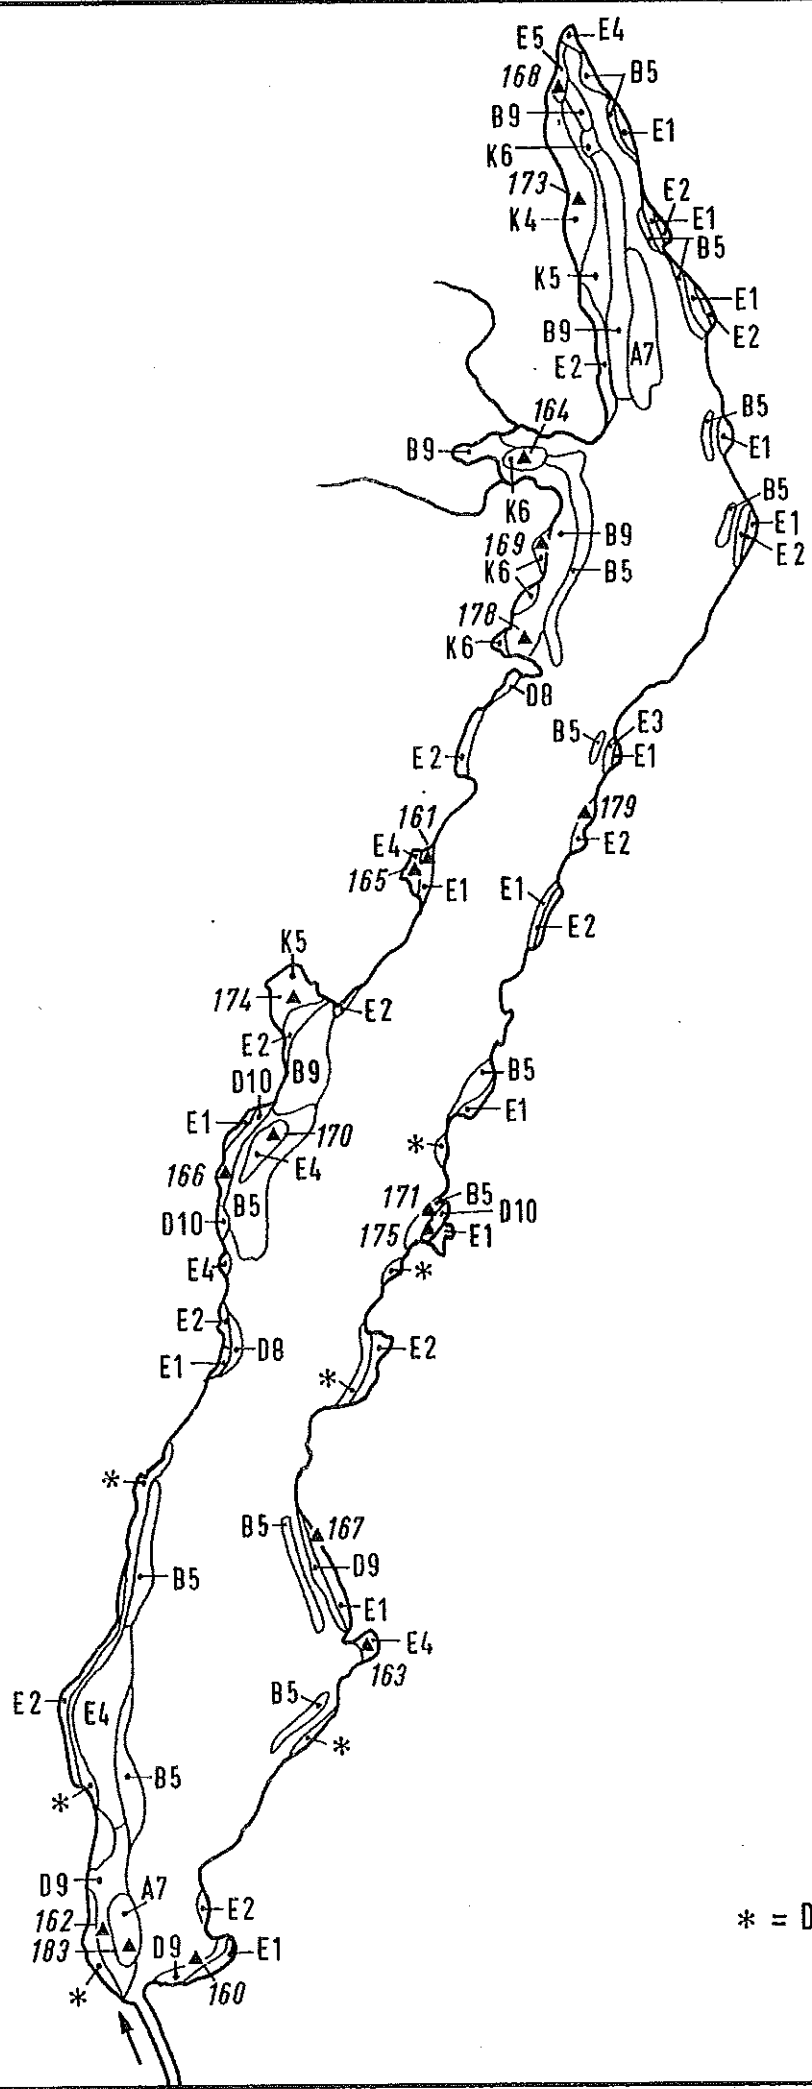 E5 E4
168 B5
B9 E1
K6
173 E2
K4 E1
B5
K5 E1
B9 E2
E2 A7
164 B5
B9 E1
K6 B5
169 B9 E1
K6 B5 E2
178
K6
D8
B5 E3
E2 E1
161 179
E4 E2
165 E1
E1
K5 E2
174 E2
E2
B9 B5
D10
E1 E1
170 *
166 E4
B5 171 B5
D10 D10
175 E1
E4 *
E2
E1 D8 E2
*
*
B5 167
B5 D9
E1
E4
E2 E4 163
B5
B5 *
*
D9 A7
162 E2
183 D9 E1 * = D
* 160